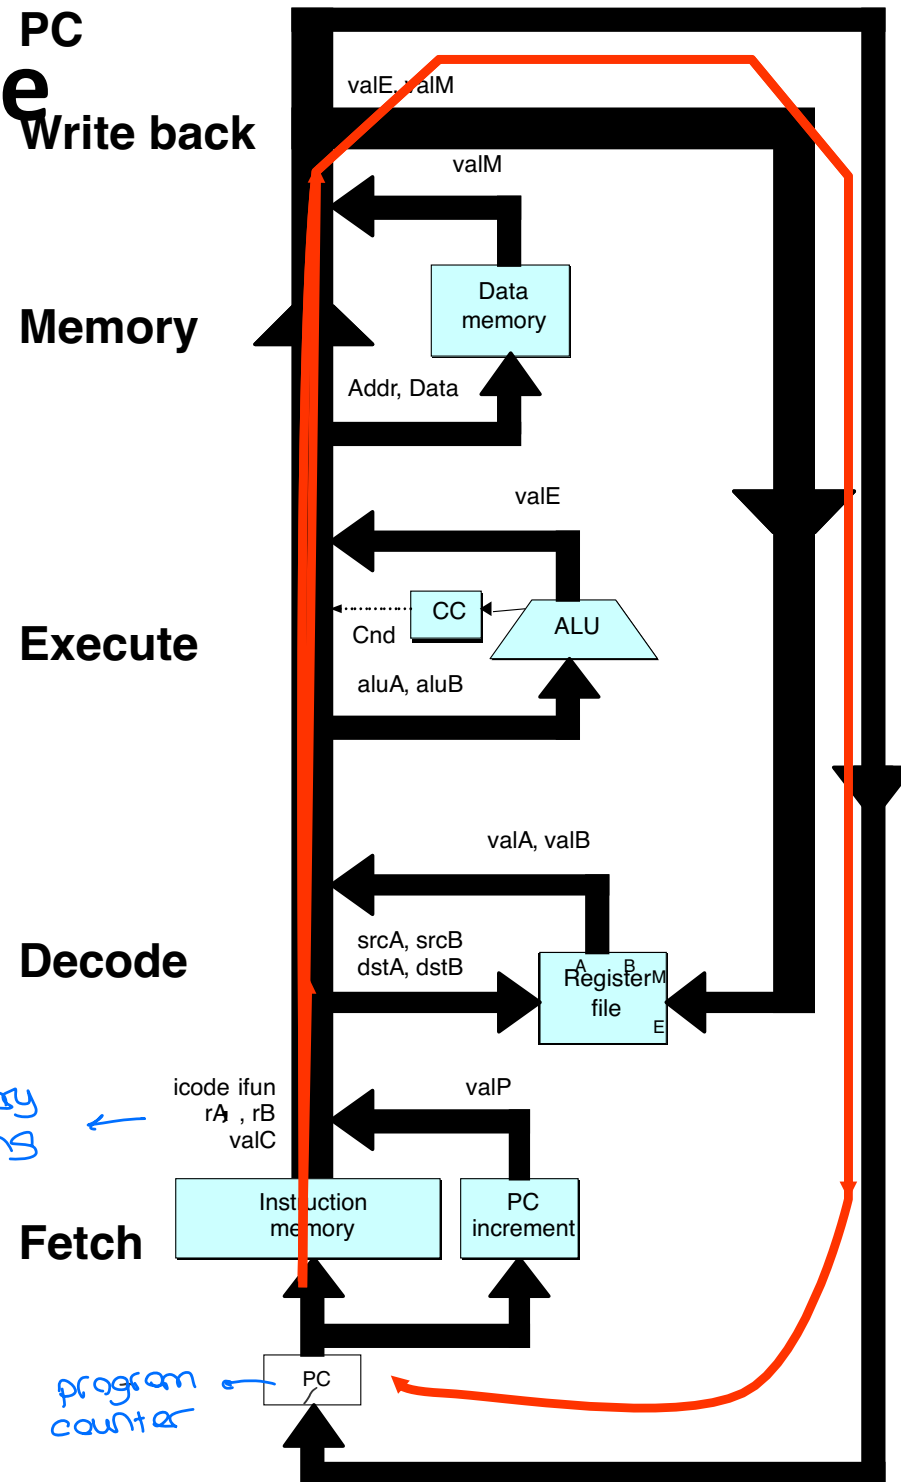 PC
e
Write back
valE, valM
valM
Data
memory
Memory
Addr, Data
valE
CC
ALU
Cnd
Execute
aluA, aluB
valA, valB
srcA, srcB
dstA, dstB
Decode
A B
Register M
file
E
icode ifun
rA, rB
valC
valP
Instruction
memory
PC
increment
Fetch
PC
program
counter